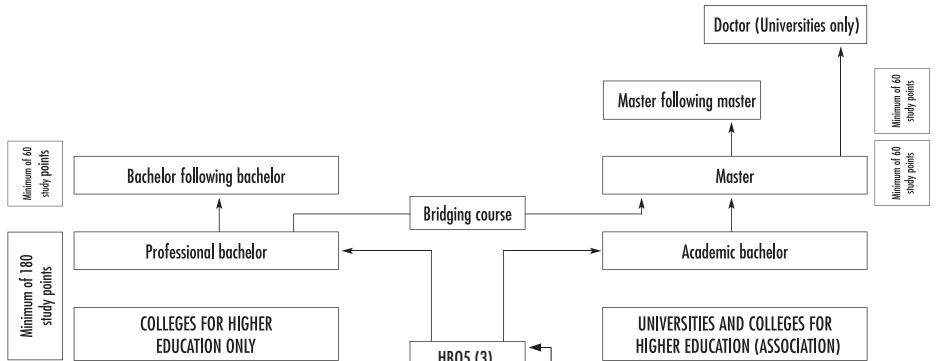 Doctor (Universities only)
Master following master
Minimum of 60
study points
Minimum of 60
study points
Bachelor following bachelor
Master
Minimum of 60
study points
Bridging course
Professional bachelor
Academic bachelor
Minimum of 180
study points
COLLEGES FOR HIGHER
EDUCATION ONLY
UNIVERSITIES AND COLLEGES FOR
HIGHER EDUCATION (ASSOCIATION)
HBO5 (3)